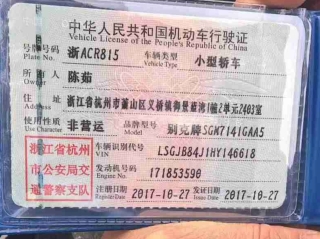 中华人民共和国机动车行驶证
Vehicle License of the People's Republic of China
号牌号码 浙ACR815 车辆类型 小型轿车
Plate No. Vehicle Type
所有人 陈茹
Owner
住址 浙江省杭州市萧山区义桥镇御景蓝湾1幢2单元2403室
Address
使用性质 非营运 品牌型号 别克牌SGM7141GAA5
Use Character Model
浙江省杭州
市公安局交
通警察支队
车辆识别代号 LSGJB84J1HY146618
VIN
发动机号码 171853590
Engine No.
注册日期 2017-10-27 发证日期 2017-10-27
Register Date Issue Date